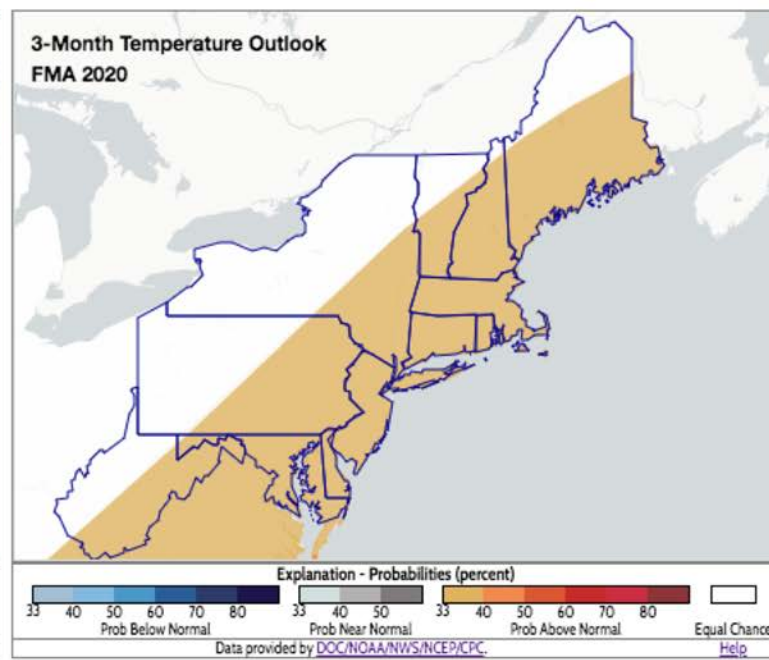 3-Month Temperature Outlook
FMA 2020
Explanation - Probabilities (percent)
33 40 50 60 70 80 33 40 50 33 40 50 60 70 80
Prob Below Normal Prob Near Normal Prob Above Normal Equal Chance
Data provided by DOC/NOAA/NWS/NCEP/CPC. Help